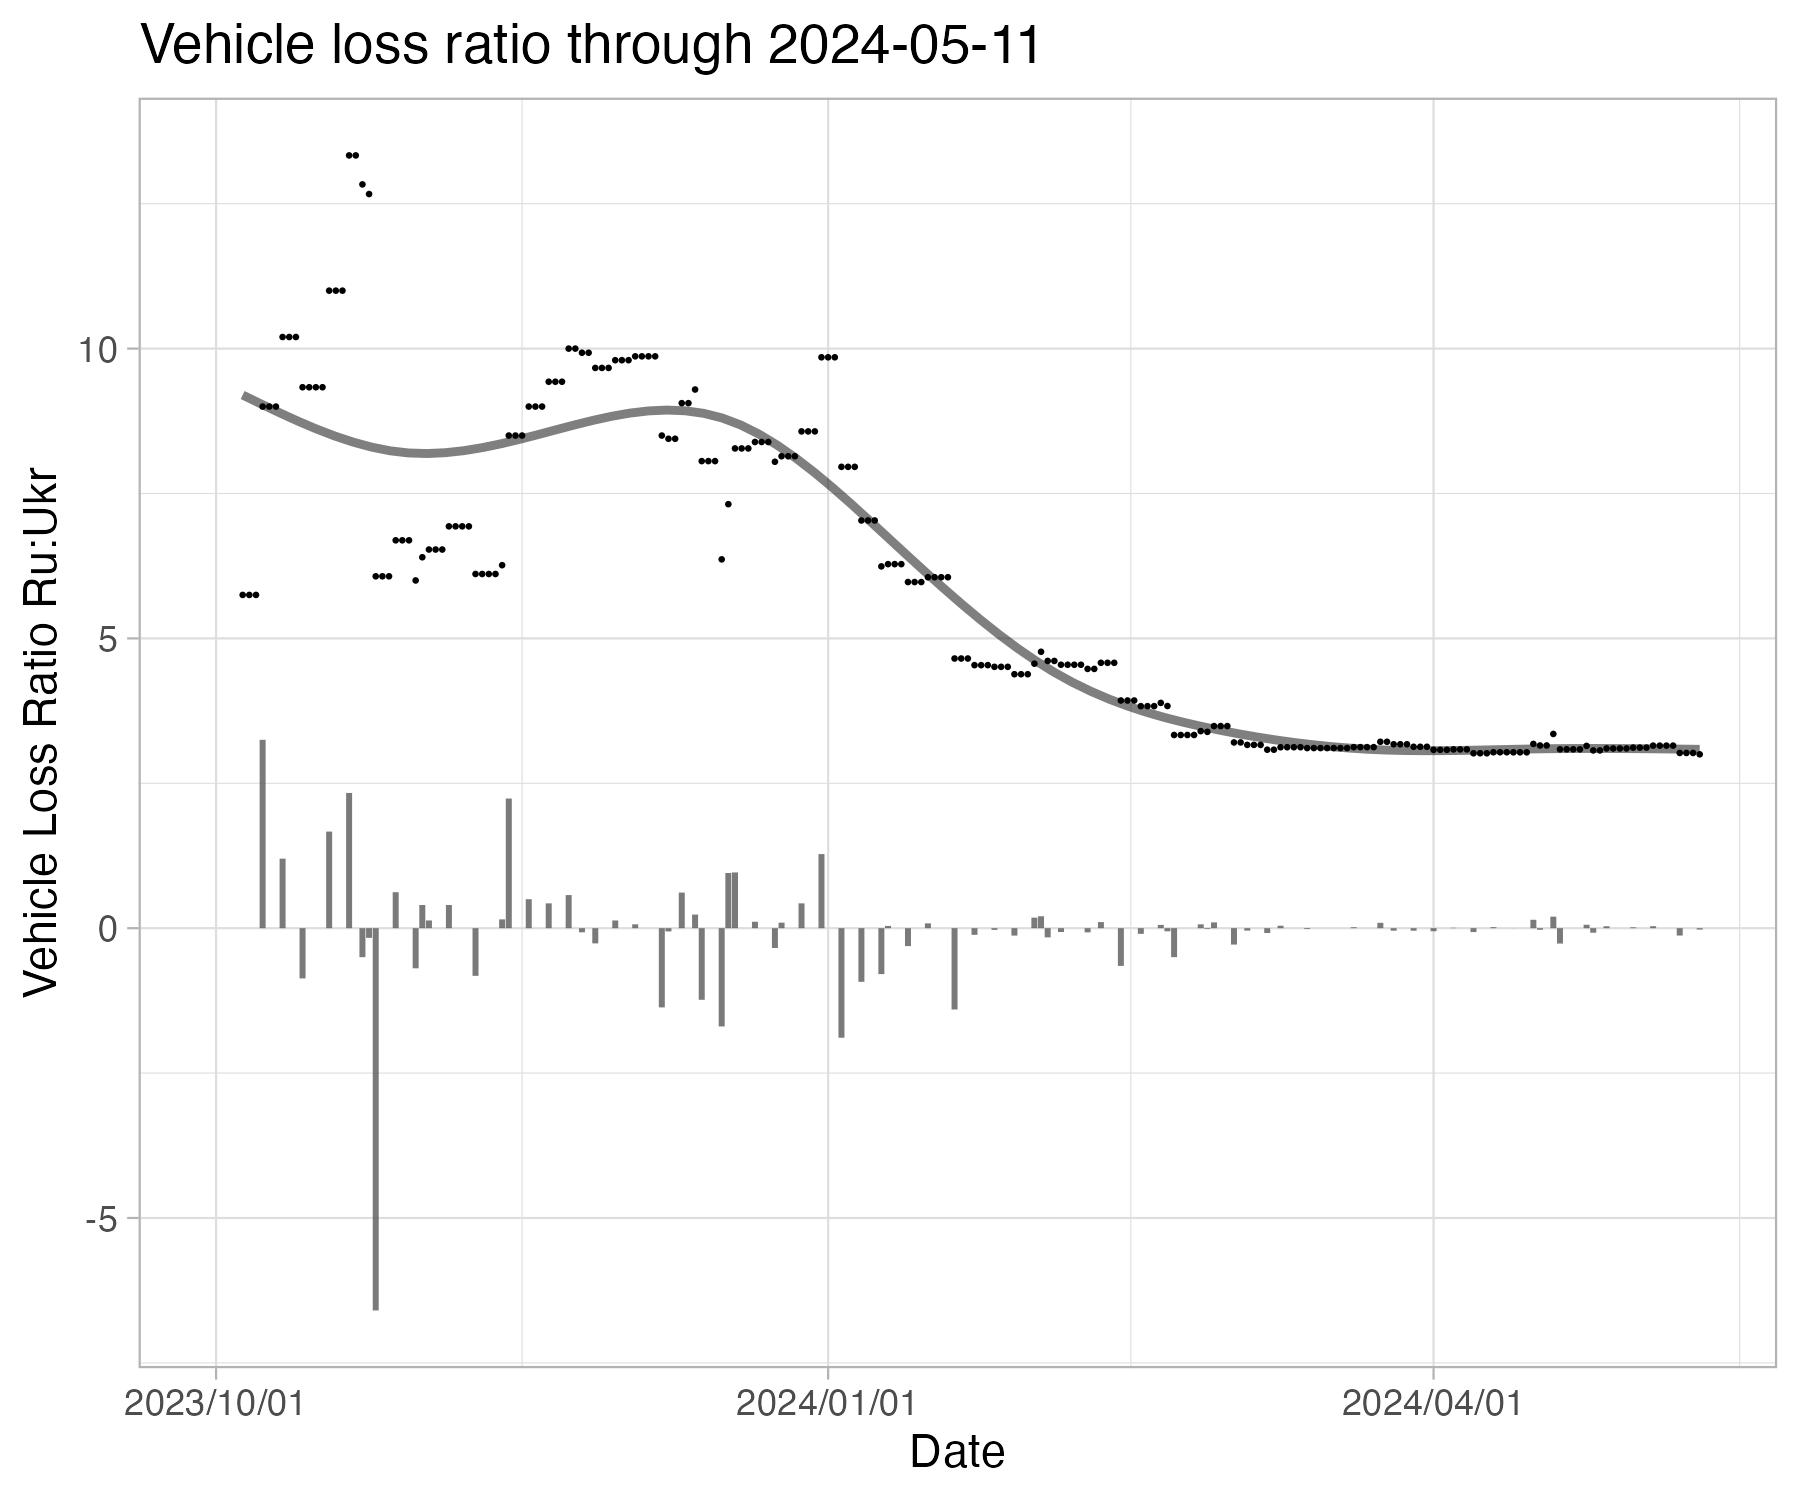 Vehicle loss ratio through 2024-05-11
Vehicle Loss Ratio Ru:Ukr
10
5
0
-5
2023/10/01
2024/01/01
2024/04/01
Date